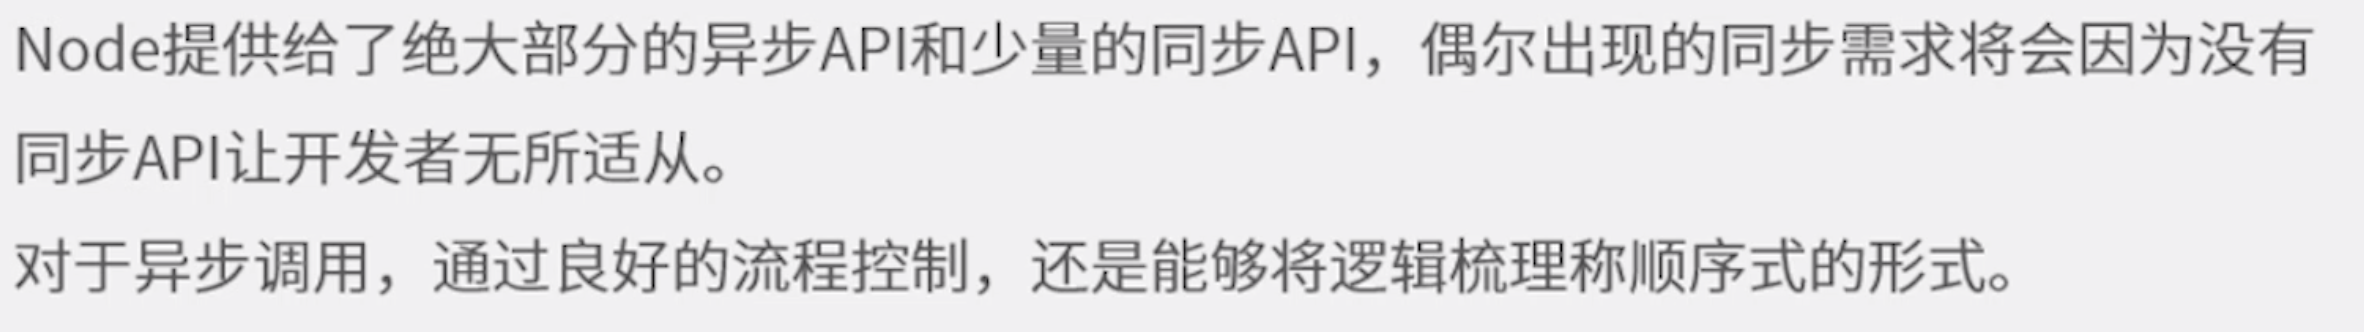 Node提供给了绝大部分的异步API和少量的同步API，偶尔出现的同步需求将会因为没有
同步API让开发者无所适从。
对于异步调用，通过良好的流程控制，还是能够将逻辑梳理称顺序式的形式。